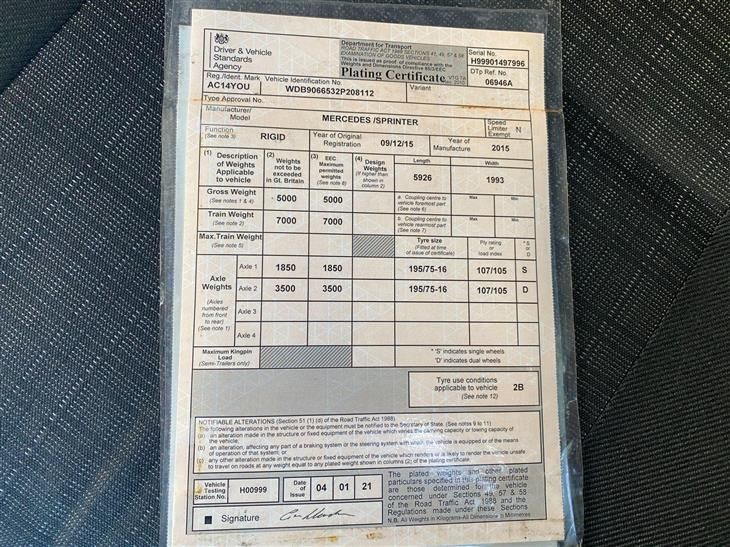 Driver & Vehicle
Standards
Agency
Department for Transport
ROAD TRAFFIC ACT 1988 SECTIONS 41, 49, 57 & 58
EXAMINATION OF GOODS VEHICLES
This is issued as proof of compliance with the
Weights and Dimensions Directive
Plating Certificate
Serial No.
H99901497996
DTp Ref. No.
06946A
Reg./Ident. Mark
AC14YOU
Vehicle Identification No.
WDB9066532P208112
Variant
Type Approval No.
Manufacturer/
Model
MERCEDES /SPRINTER
Speed
Limiter
Exempt
N
Function
(See note 3)
RIGID
Year of Original
Registration
09/12/15
Year of
Manufacture
2015
(1) Description
of Weights
Applicable
to vehicle
(2) Weights
not to be
exceeded
in Gt. Britain
(3) EEC
Maximum
permitted
weights
(See note 8)
(4) Design
Weights
(if higher than
shown in
column 2)
Length
5926
Width
1993
Gross Weight
(See notes 1 & 4)
5000
5000
a. Coupling centre to
vehicle foremost part
(See note 6)
Max
Min
Train Weight
(See note 2)
7000
7000
b. Coupling centre to
vehicle rearmost part
(See note 7)
Max
Min
Max.Train Weight
(See note 5)
Tyre size
(Fitted at time
of issue of certificate)
Ply rating
or
load index
* S
or
D
Axle
Weights
(Axles
numbered
from front
to rear)
(See note 1)
Axle 1
1850
1850
195/75-16
107/105
S
Axle 2
3500
3500
195/75-16
107/105
D
Axle 3
Axle 4
Maximum Kingpin
Load
(Semi-Trailers only)
* 'S' indicates single wheels
'D' indicates dual wheels
Tyre use conditions
applicable to vehicle
(See note 12)
2B
NOTIFIABLE ALTERATIONS (Section 51 (1) (d) of the Road Traffic Act 1988).
The following alterations in the vehicle or the equipment must be notified to the Secretary of State. (See notes 9 to 11)
(a) an alteration made in the structure or fixed equipment of the vehicle which varies the carrying capacity or towing capacity of
the vehicle;
(b) an alteration, affecting any part of a braking system or the steering system with which the vehicle is equipped or of the means
of operation of that system; or
(c) any other alteration made in the structure or fixed equipment of the vehicle which renders or is likely to render the vehicle unsafe
to travel on roads at any weight equal to any plated weight shown in columns (2) of the plating certificate.
Vehicle
Testing
Station No.
H00999
Date
of
Issue
04
01
21
Signature
The plated weights and other plated
particulars specified in this plating certificate
are those determined for the vehicle
concerned under Sections 49, 57 & 58
of the Road Traffic Act 1988 and the
Regulations made under these Sections
N.B. All Weights in Kilograms-All Dimensions in Millimetres